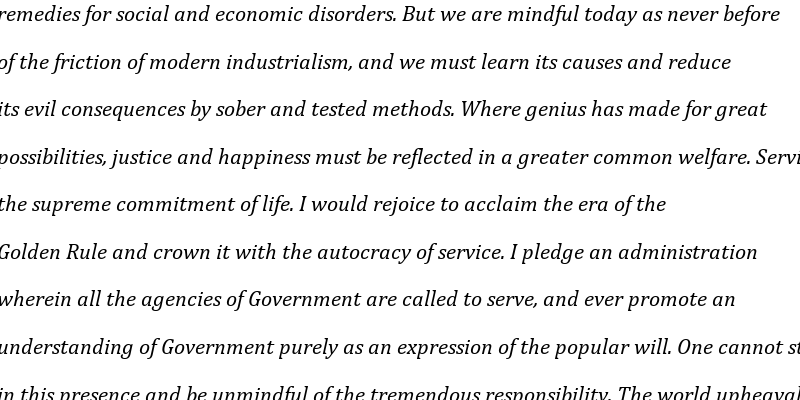 remedies for social and economic disorders. But we are mindful today as never before
of the friction of modern industrialism, and we must learn its causes and reduce
its evil consequences by sober and tested methods. Where genius has made for great
possibilities, justice and happiness must be reflected in a greater common welfare.
the supreme commitment of life. I would rejoice to acclaim the era of the
Golden Rule and crown it with the autocracy of service. I pledge an administration
wherein all the agencies of Government are called to serve, and ever promote an
understanding of Government purely as an expression of the popular will. One cannot
in this presence and be unmindful of the tremendous responsibility. The world upheaval